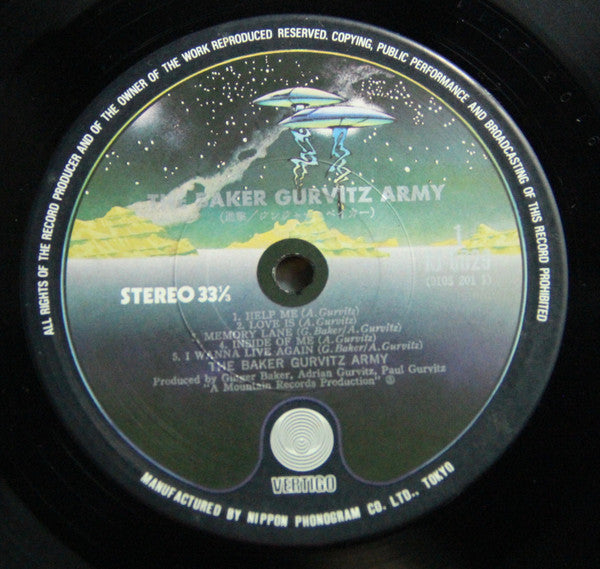 ALL RIGHTS OF THE RECORD PRODUCER AND OF THE OWNER OF THE WORK REPRODUCED RESERVED. COPYING, PUBLIC PERFORMANCE AND BROADCASTING OF THIS RECORD PROHIBITED
THE BAKER GURVITZ ARMY
1
STEREO 33⅓
(9103 201
1. HELP ME (A. Gurvitz)
2. LOVE IS (A. Gurvitz)
3. MEMORY LANE (G. Baker/A. Gurvitz)
4. INSIDE OF ME (A. Gurvitz)
5. I WANNA LIVE AGAIN (G. Baker/A. Gurvitz)
THE BAKER GURVITZ ARMY
Produced by Ginger Baker, Adrian Gurvitz, Paul Gurvitz
"A Mountain Records Production" Ⓢ
VERTIGO
MANUFACTURED BY NIPPON PHONOGRAM CO. LTD., TOKYO